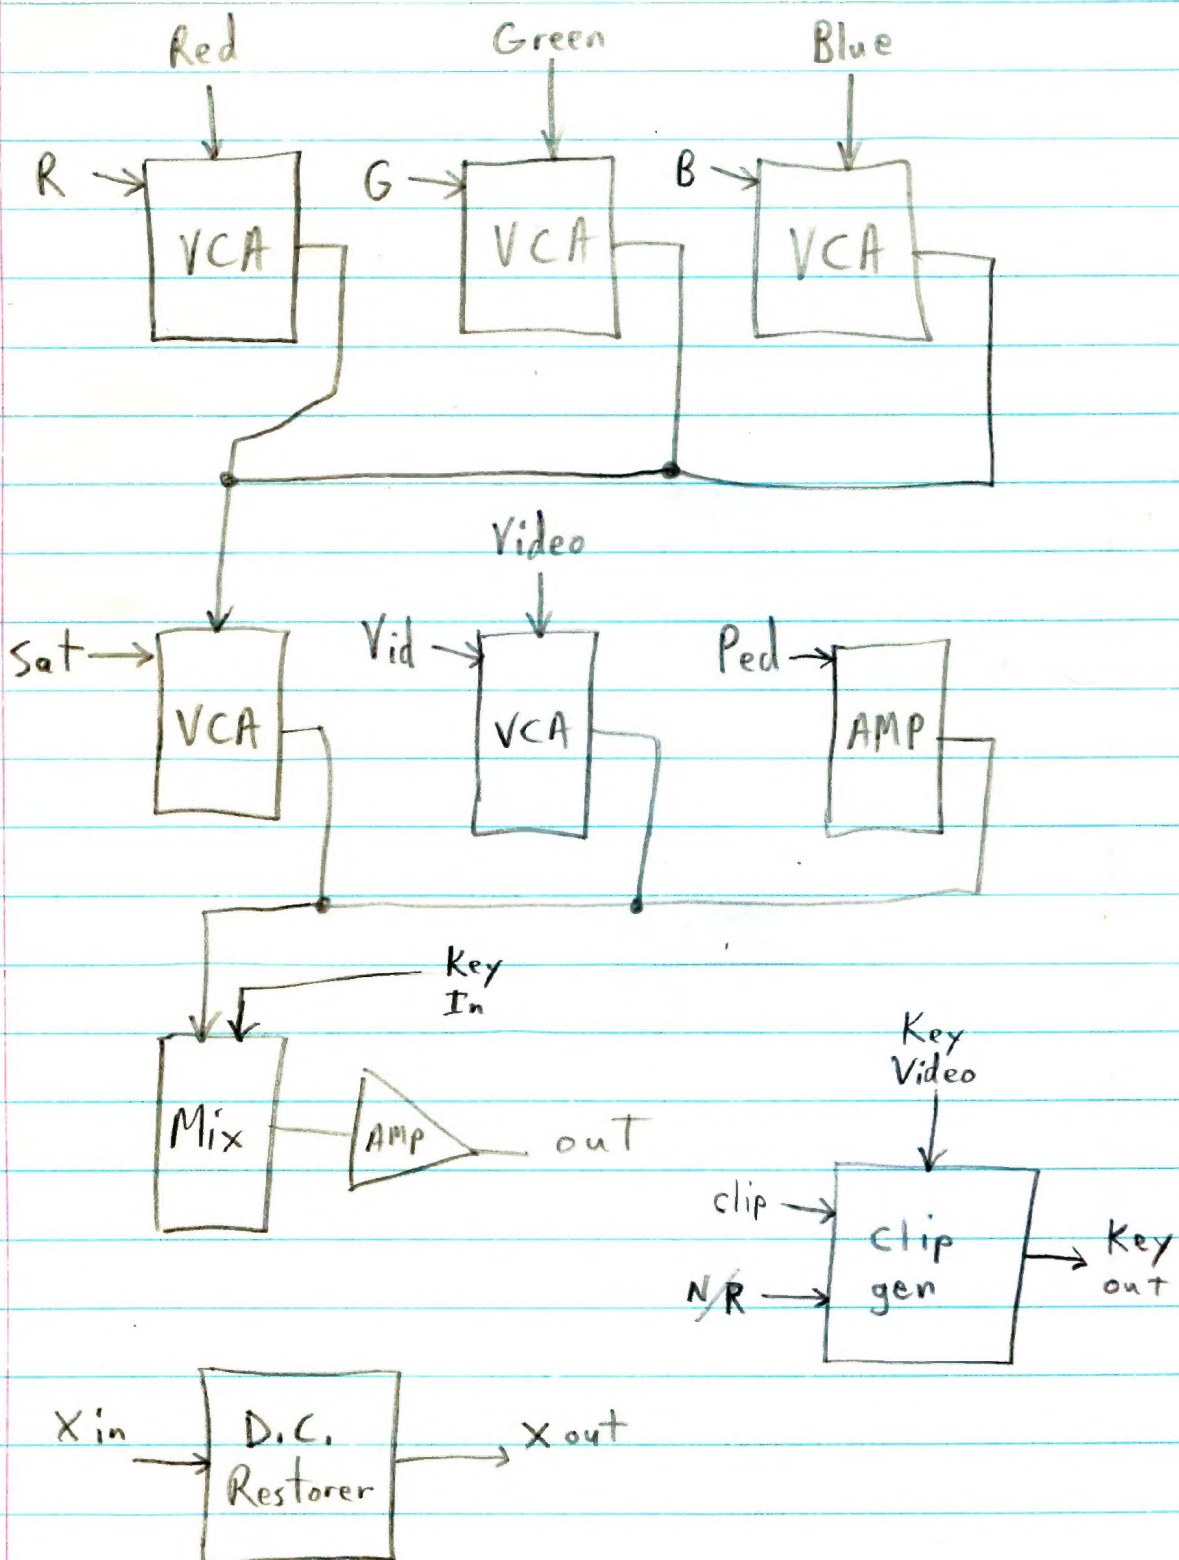 Red
Green
Blue
R
G
B
VCA
VCA
VCA
Video
Sat
Vid
Ped
VCA
VCA
AMP
Key
In
Key
Video
Mix
AMP
out
clip
N/R
Clip
gen
Key
out
X in
D.C.
Restorer
X out